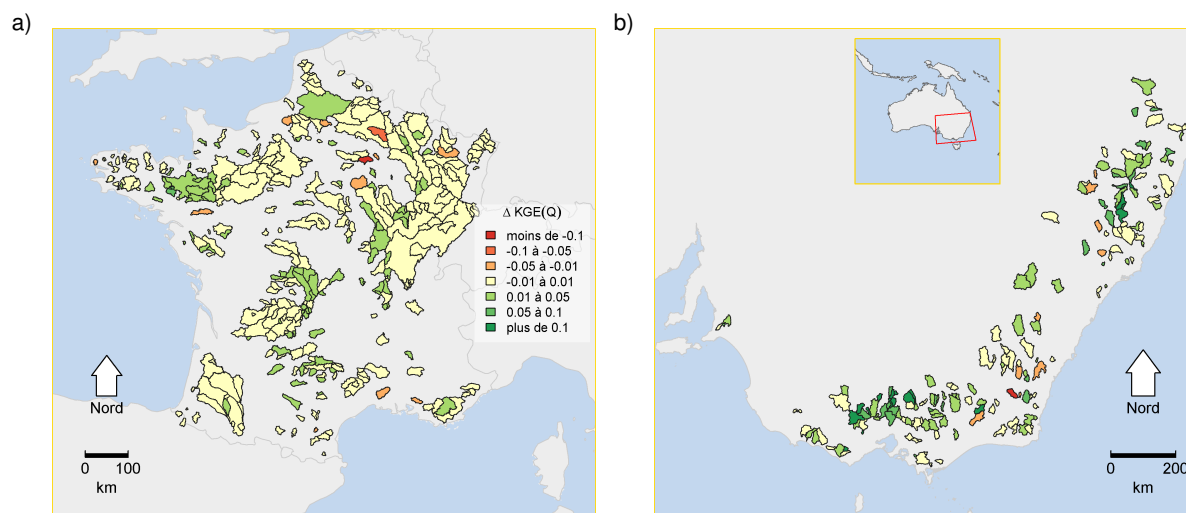 a)
b)
Δ KGE(Q)
moins de -0.1
-0.1 à -0.05
-0.05 à -0.01
-0.01 à 0.01
0.01 à 0.05
0.05 à 0.1
plus de 0.1
Nord
0 100
km
Nord
0 200
km